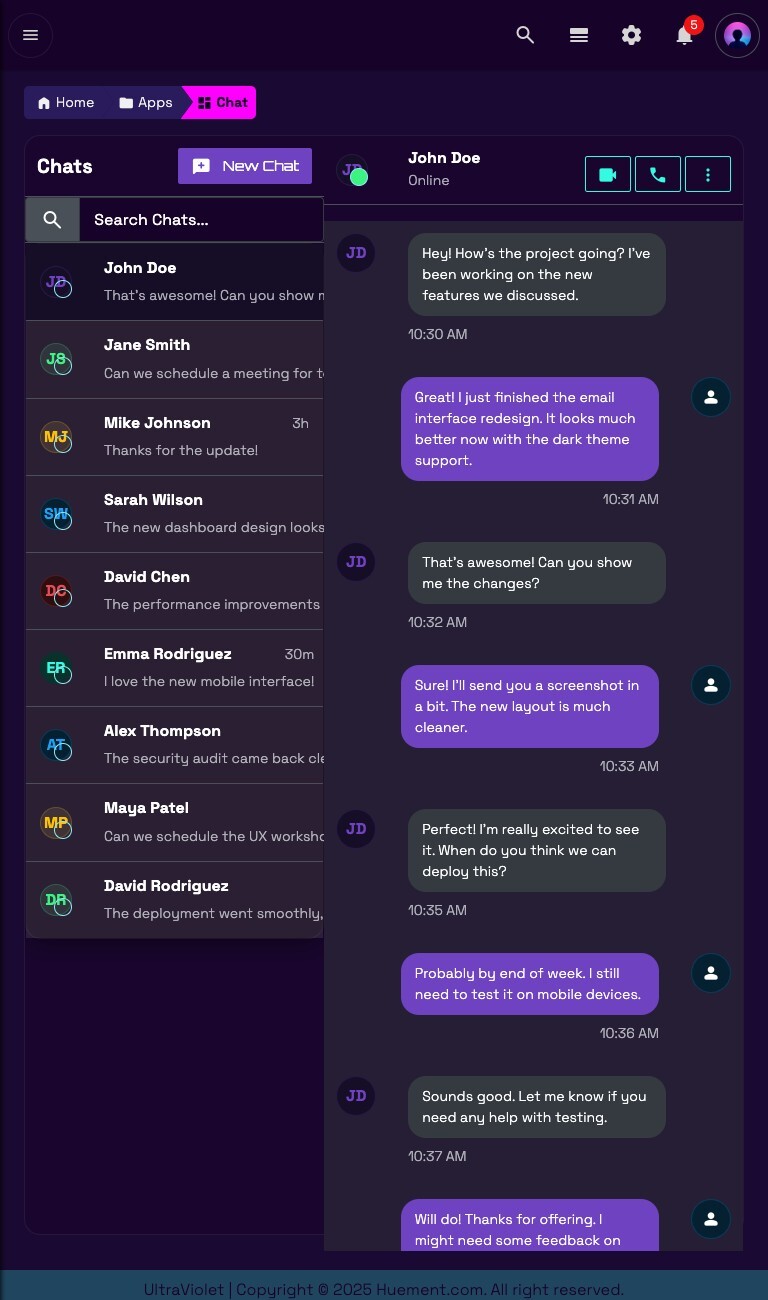 5
Home
Apps
Chat
Chats
New Chat
Search Chats...
JD
John Doe
That's awesome! Can you show m
JS
Jane Smith
Can we schedule a meeting for t
MJ
Mike Johnson
3h
Thanks for the update!
SW
Sarah Wilson
The new dashboard design looks
DC
David Chen
The performance improvements
ER
Emma Rodriguez
30m
I love the new mobile interface!
AT
Alex Thompson
The security audit came back cle
MP
Maya Patel
Can we schedule the UX worksho
DR
David Rodriguez
The deployment went smoothly,
JD
John Doe
Online
JD
Hey! How's the project going? I've
been working on the new
features we discussed.
10:30 AM
Great! I just finished the email
interface redesign. It looks much
better now with the dark theme
support.
10:31 AM
JD
That's awesome! Can you show
me the changes?
10:32 AM
Sure! I'll send you a screenshot in
a bit. The new layout is much
cleaner.
10:33 AM
JD
Perfect! I'm really excited to see
it. When do you think we can
deploy this?
10:35 AM
Probably by end of week. I still
need to test it on mobile devices.
10:36 AM
JD
Sounds good. Let me know if you
need any help with testing.
10:37 AM
Will do! Thanks for offering. I
might need some feedback on
UltraViolet | Copyright © 2025 Huement.com. All right reserved.